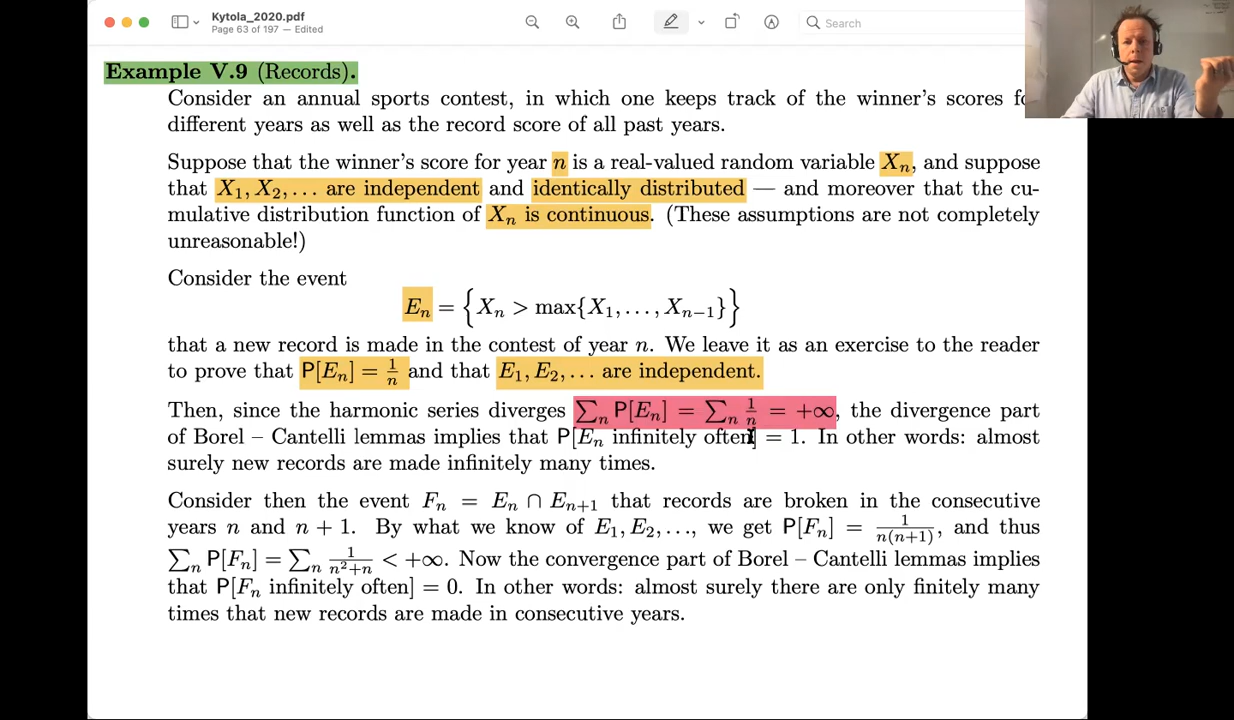 Kytola_2020.pdf
Page 63 of 197 — Edited
Search
Example V.9 (Records).
Consider an annual sports contest, in which one keeps track of the winner's scores fo
different years as well as the record score of all past years.
Suppose that the winner's score for year n is a real-valued random variable Xₙ, and suppose
that X₁, X₂, … are independent and identically distributed — and moreover that the cu-
mulative distribution function of Xₙ is continuous. (These assumptions are not completely
unreasonable!)
Consider the event
Eₙ = {Xₙ > max{X₁, …, Xₙ₋₁}}
that a new record is made in the contest of year n. We leave it as an exercise to the reader
to prove that P[Eₙ] = 1/n and that E₁, E₂, … are independent.
Then, since the harmonic series diverges ∑ₙ P[Eₙ] = ∑ₙ 1/n = +∞, the divergence part
of Borel – Cantelli lemmas implies that P[Eₙ infinitely often] = 1. In other words: almost
surely new records are made infinitely many times.
Consider then the event Fₙ = Eₙ ∩ Eₙ₊₁ that records are broken in the consecutive
years n and n + 1. By what we know of E₁, E₂, …, we get P[Fₙ] = 1/n(n+1), and thus
∑ₙ P[Fₙ] = ∑ₙ 1/n²+n < +∞. Now the convergence part of Borel – Cantelli lemmas implies
that P[Fₙ infinitely often] = 0. In other words: almost surely there are only finitely many
times that new records are made in consecutive years.